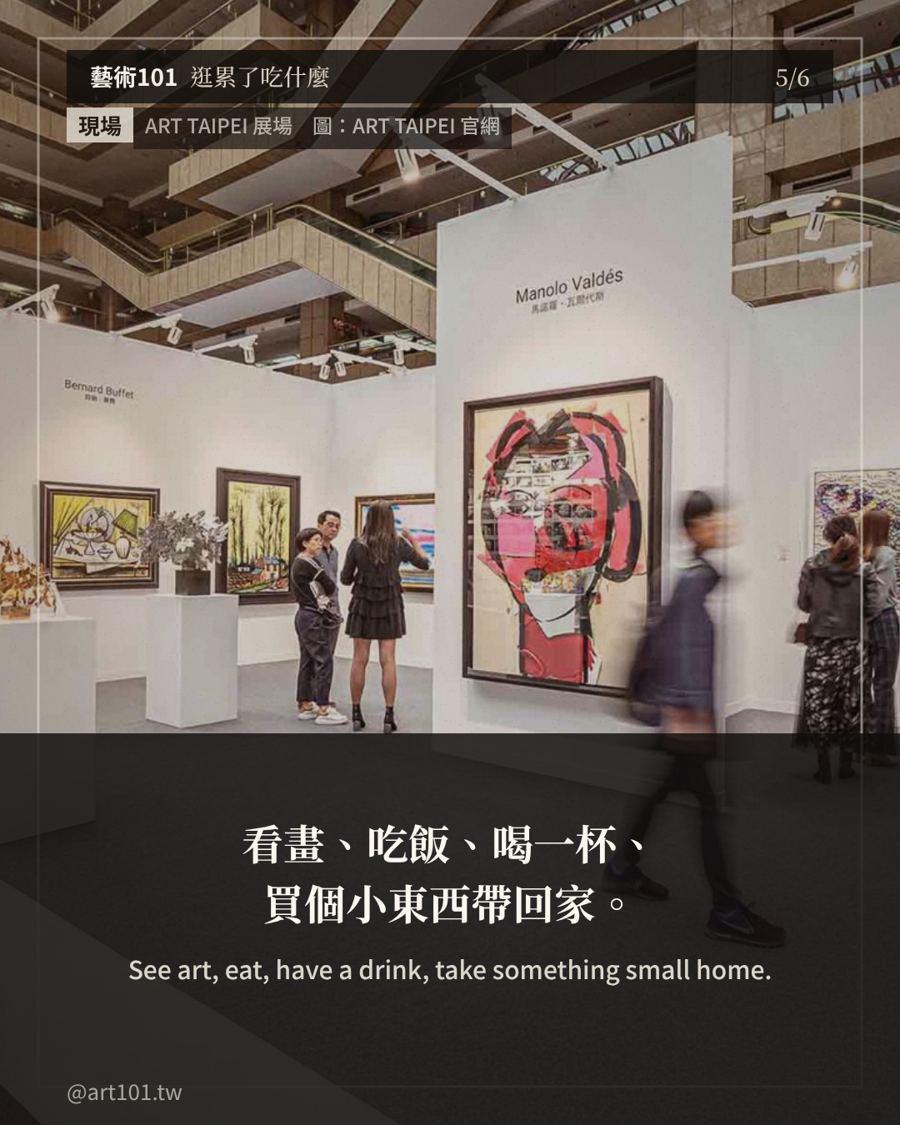 藝術101 逛累了吃什麼 5/6
現場 ART TAIPEI 展場 圖：ART TAIPEI 官網
Manolo Valdés
馬諾羅・瓦爾代斯
Bernard Buffet
看畫、吃飯、喝一杯、
買個小東西帶回家。
See art, eat, have a drink, take something small home.
@art101.tw